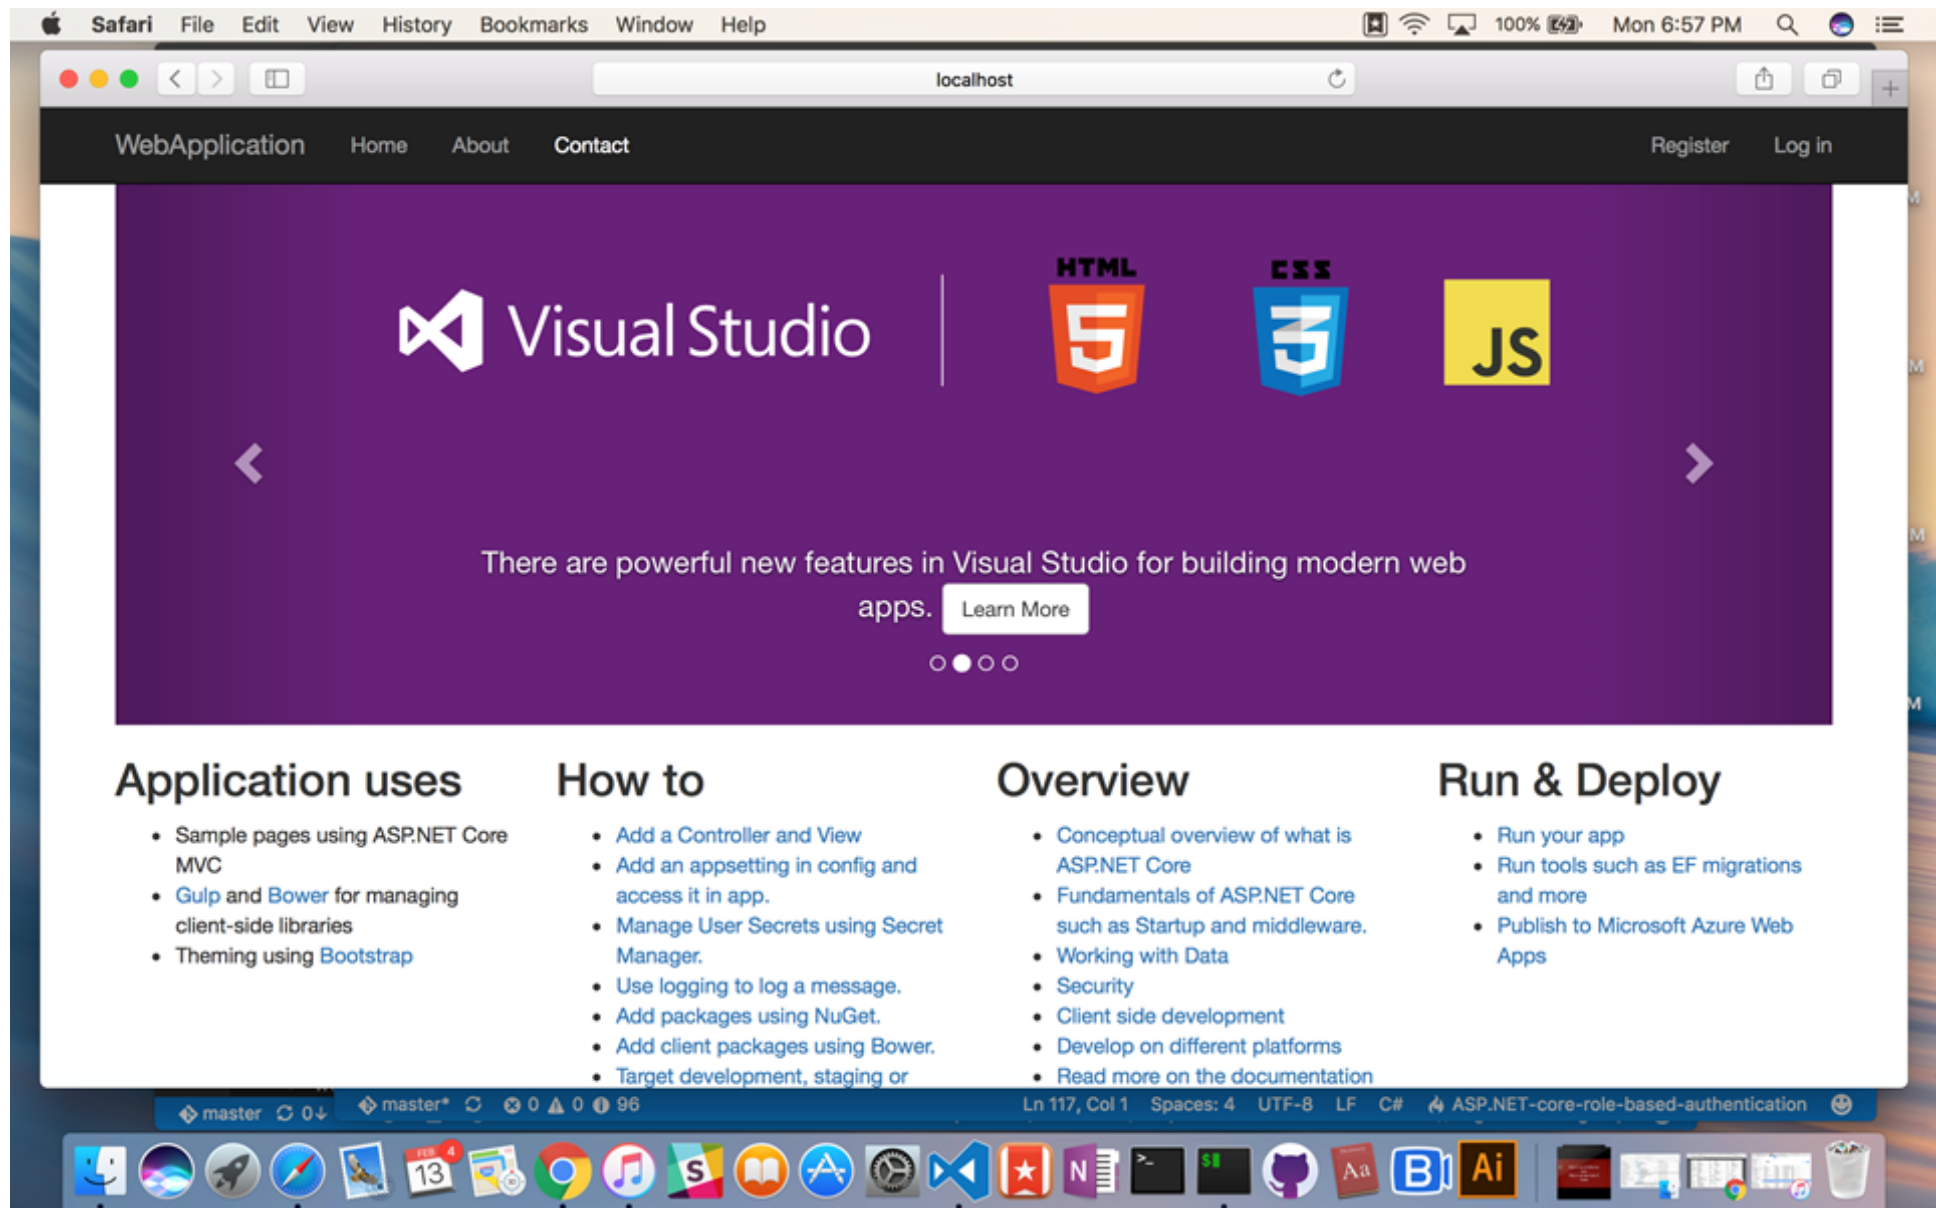 Safari File Edit View History Bookmarks Window Help 100% Mon 6:57 PM
localhost
WebApplication Home About Contact Register Log in
M
Visual Studio HTML 5 CSS 3 JS
M
M
There are powerful new features in Visual Studio for building modern web
apps. Learn More
M
Application uses
Sample pages using ASP.NET Core
MVC
Gulp and Bower for managing
client-side libraries
Theming using Bootstrap
How to
Add a Controller and View
Add an appsetting in config and
access it in app.
Manage User Secrets using Secret
Manager.
Use logging to log a message.
Add packages using NuGet.
Add client packages using Bower.
Target development, staging or
Overview
Conceptual overview of what is
ASP.NET Core
Fundamentals of ASP.NET Core
such as Startup and middleware.
Working with Data
Security
Client side development
Develop on different platforms
Read more on the documentation
Run & Deploy
Run your app
Run tools such as EF migrations
and more
Publish to Microsoft Azure Web
Apps
master 0↓ master* 0 0 96 Ln 117, Col 1 Spaces: 4 UTF-8 LF C# ASP.NET-core-role-based-authentication
FEB 4
13 S N >_ $ Aa B Ai